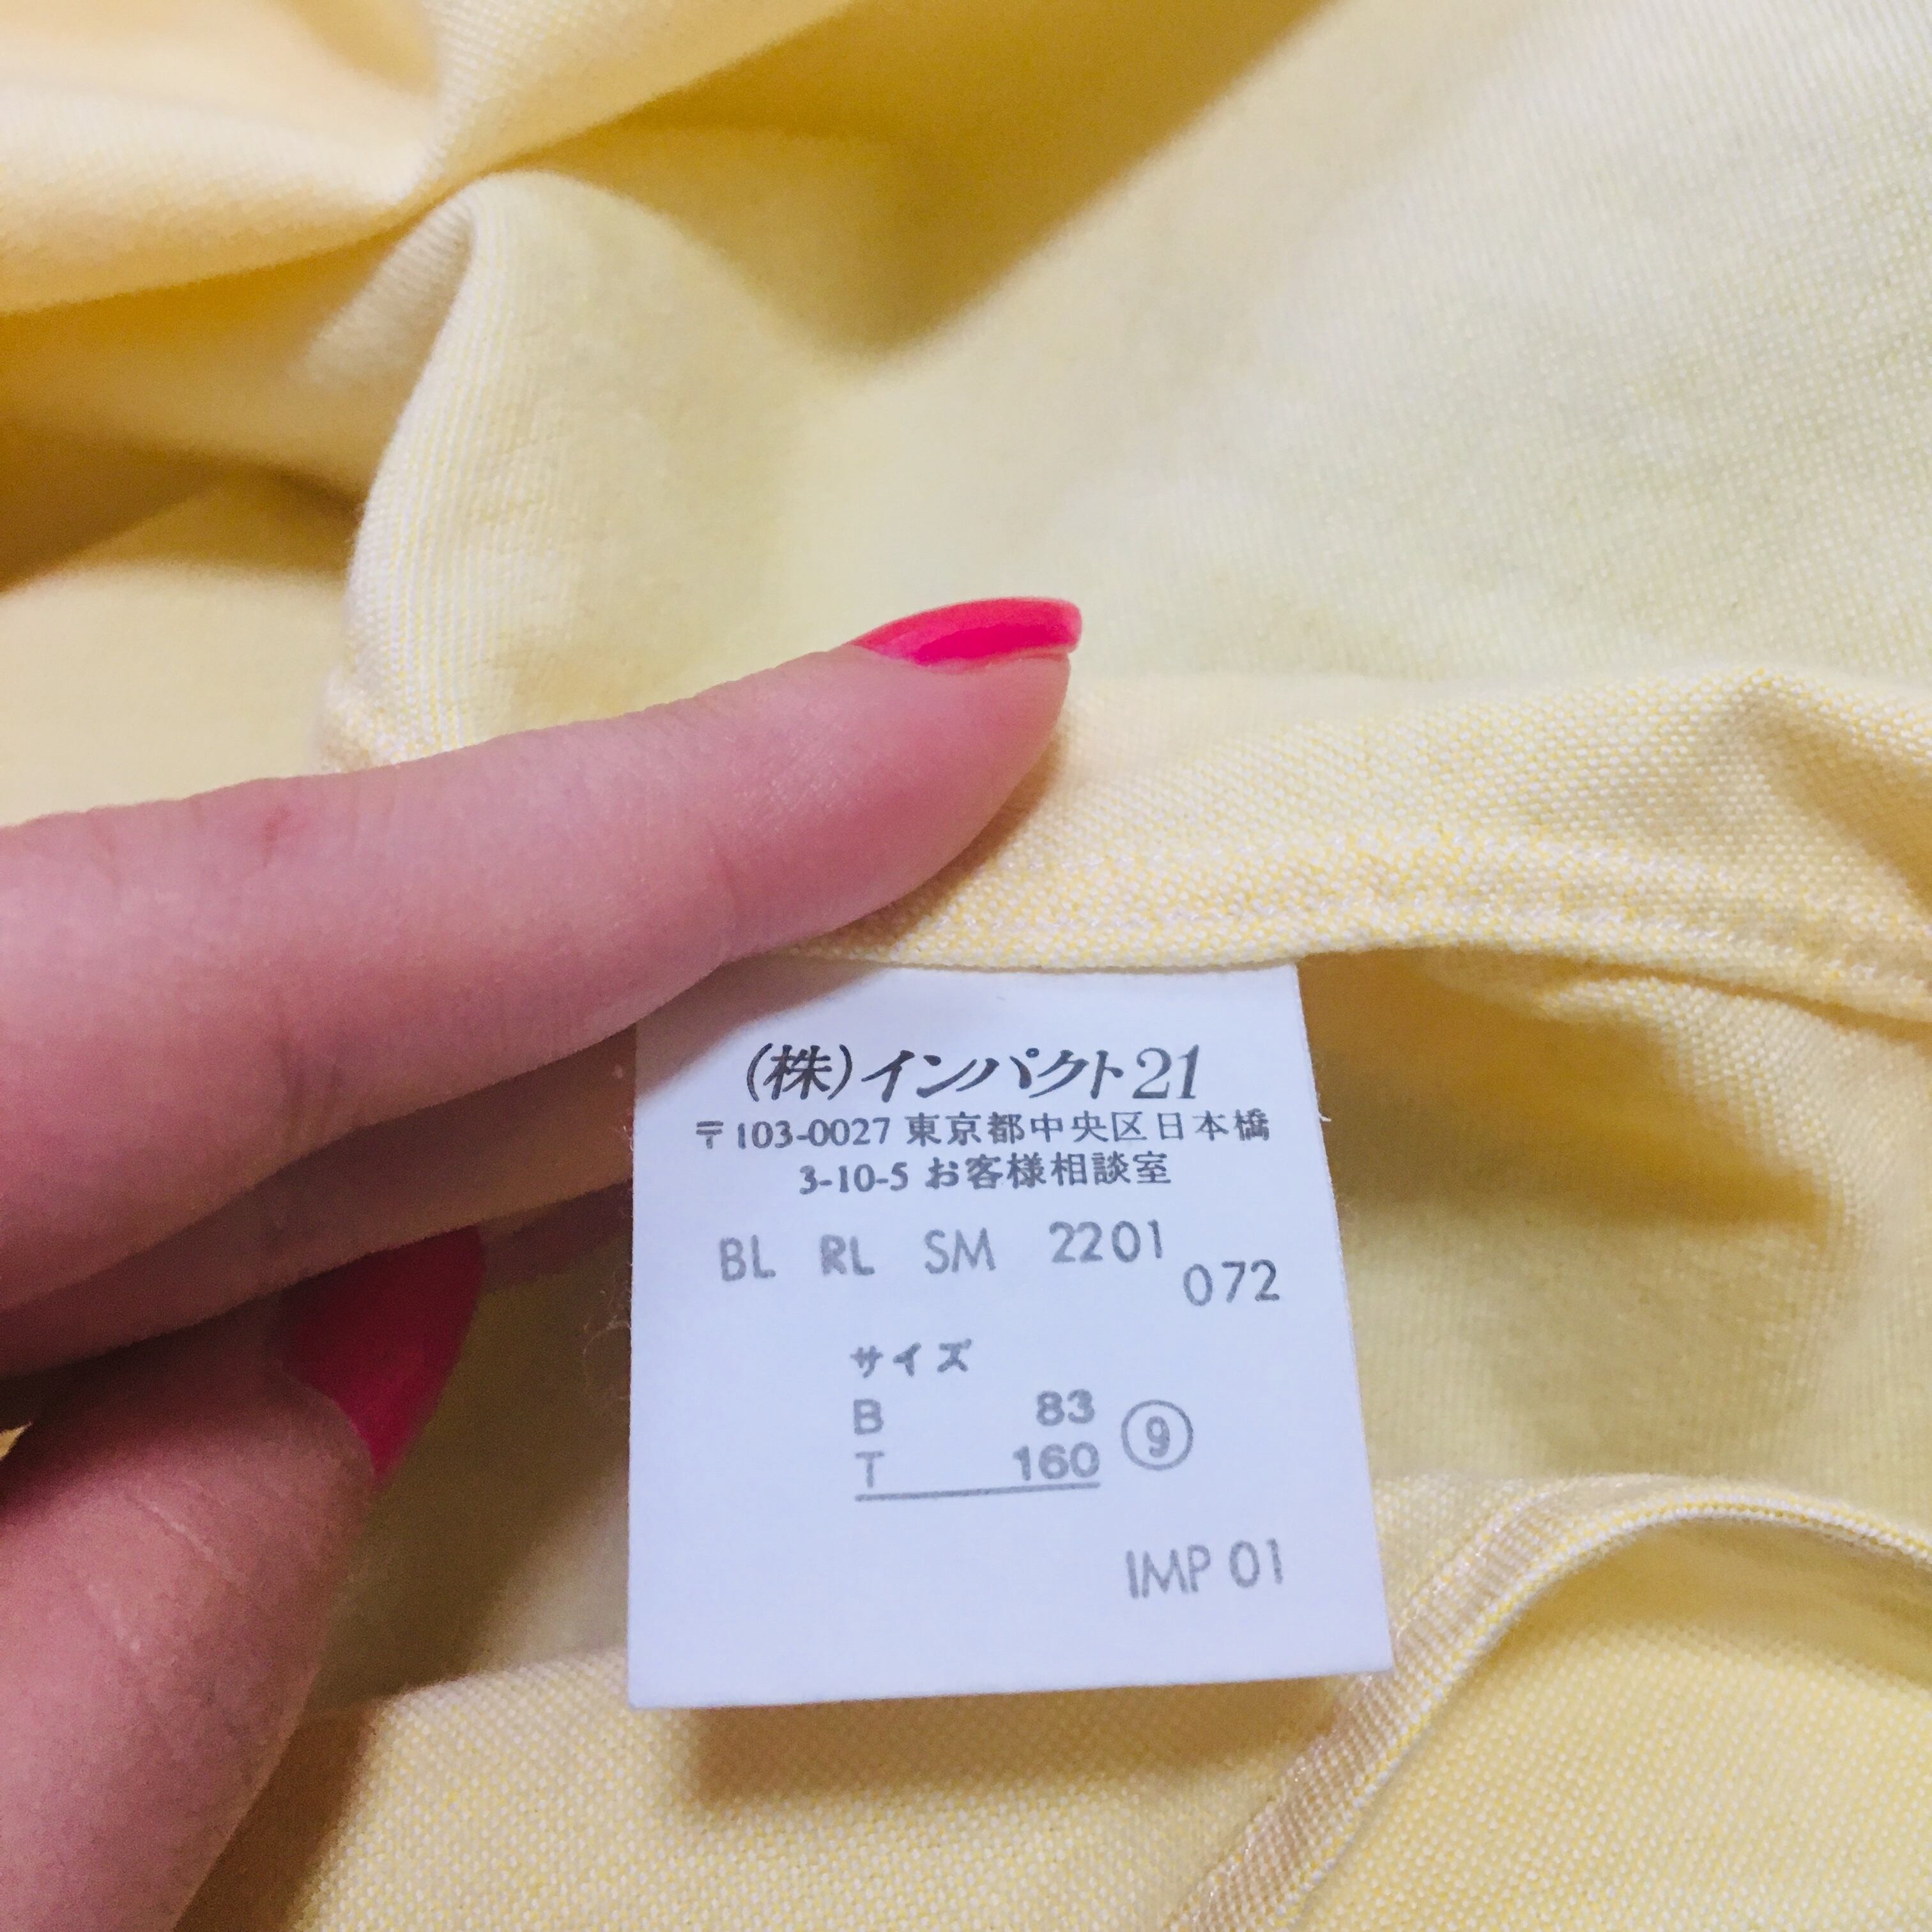 (株)インパクト21
〒103-0027 東京都中央区日本橋
3-10-5 お客様相談室
BL RL SM 2201
072
サイズ
B 83
T 160 ⑨
IMP 01